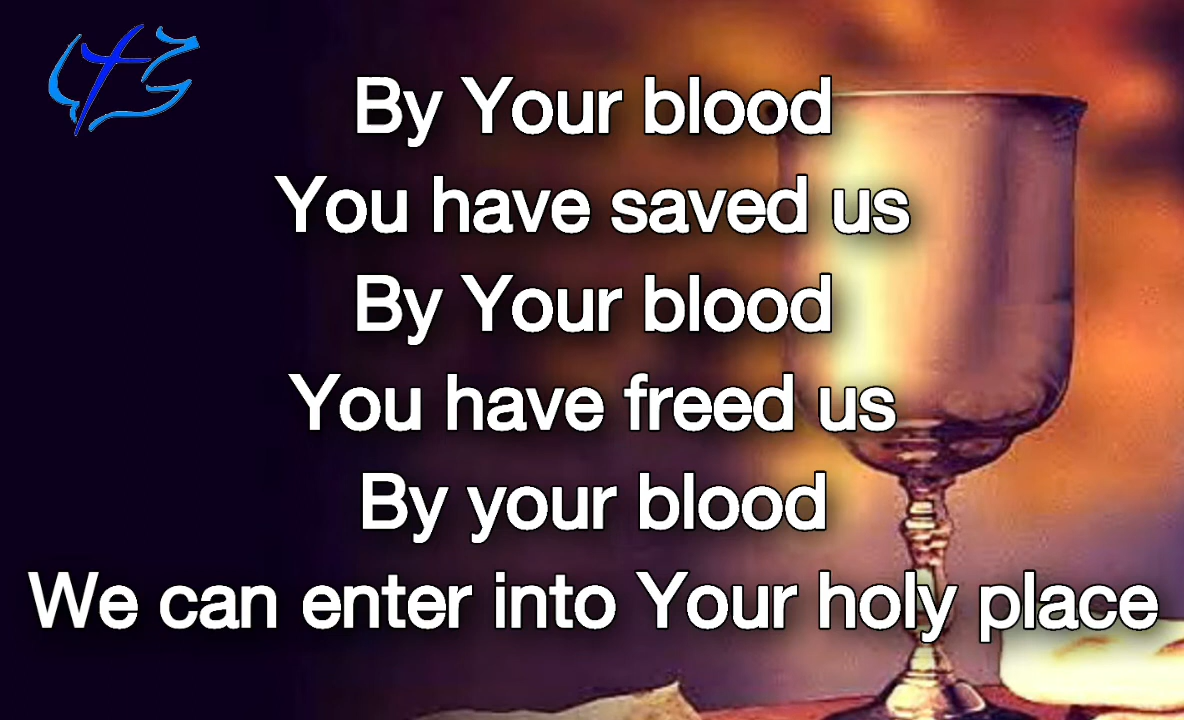 By Your blood
You have saved us
By Your blood
You have freed us
By your blood
We can enter into Your holy place